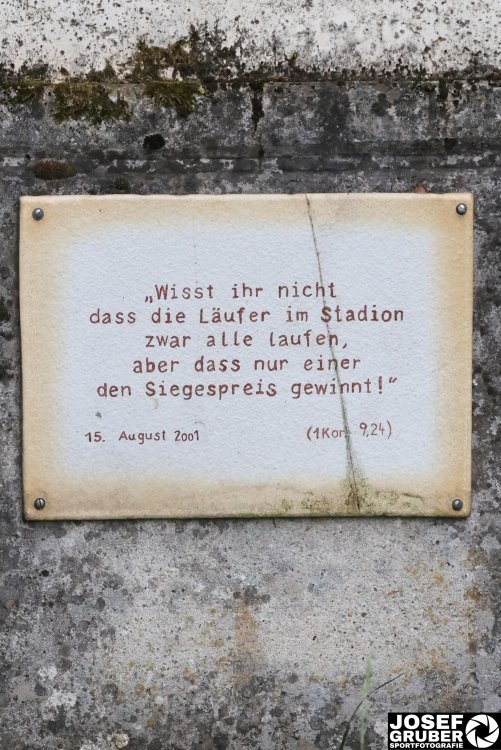 „Wisst ihr nicht
dass die Läufer im Stadion
zwar alle laufen,
aber dass nur einer
den Siegespreis gewinnt!“
15. August 2001 (1Kor. 9,24)
JOSEF
GRUBER
SPORTFOTOGRAFIE